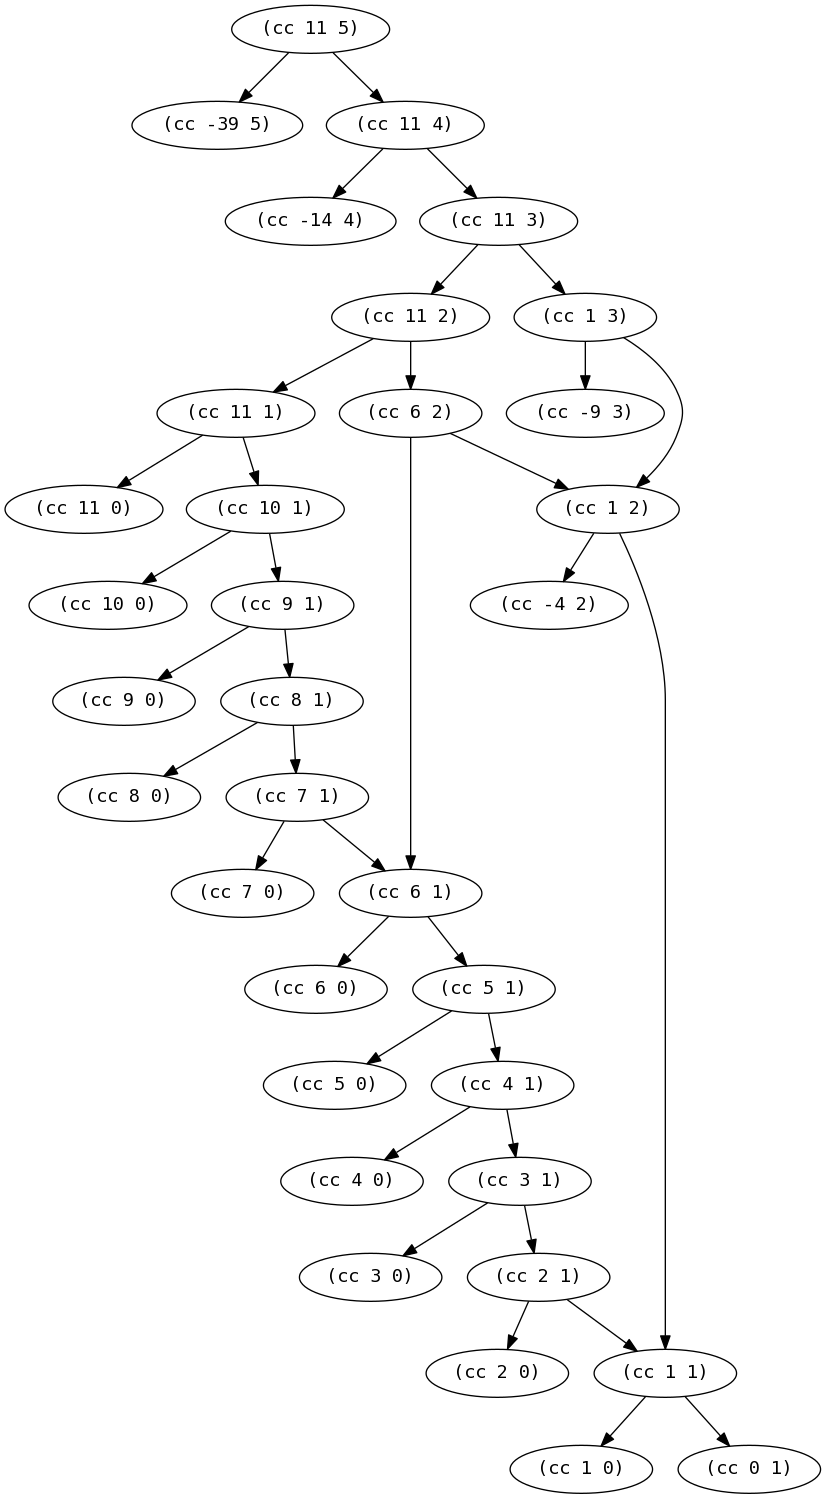 (cc 11 5)
(cc -39 5)
(cc 11 4)
(cc -14 4)
(cc 11 3)
(cc 11 2)
(cc 1 3)
(cc 11 1)
(cc 6 2)
(cc -9 3)
(cc 11 0)
(cc 10 1)
(cc 1 2)
(cc 10 0)
(cc 9 1)
(cc -4 2)
(cc 9 0)
(cc 8 1)
(cc 8 0)
(cc 7 1)
(cc 7 0)
(cc 6 1)
(cc 6 0)
(cc 5 1)
(cc 5 0)
(cc 4 1)
(cc 4 0)
(cc 3 1)
(cc 3 0)
(cc 2 1)
(cc 2 0)
(cc 1 1)
(cc 1 0)
(cc 0 1)